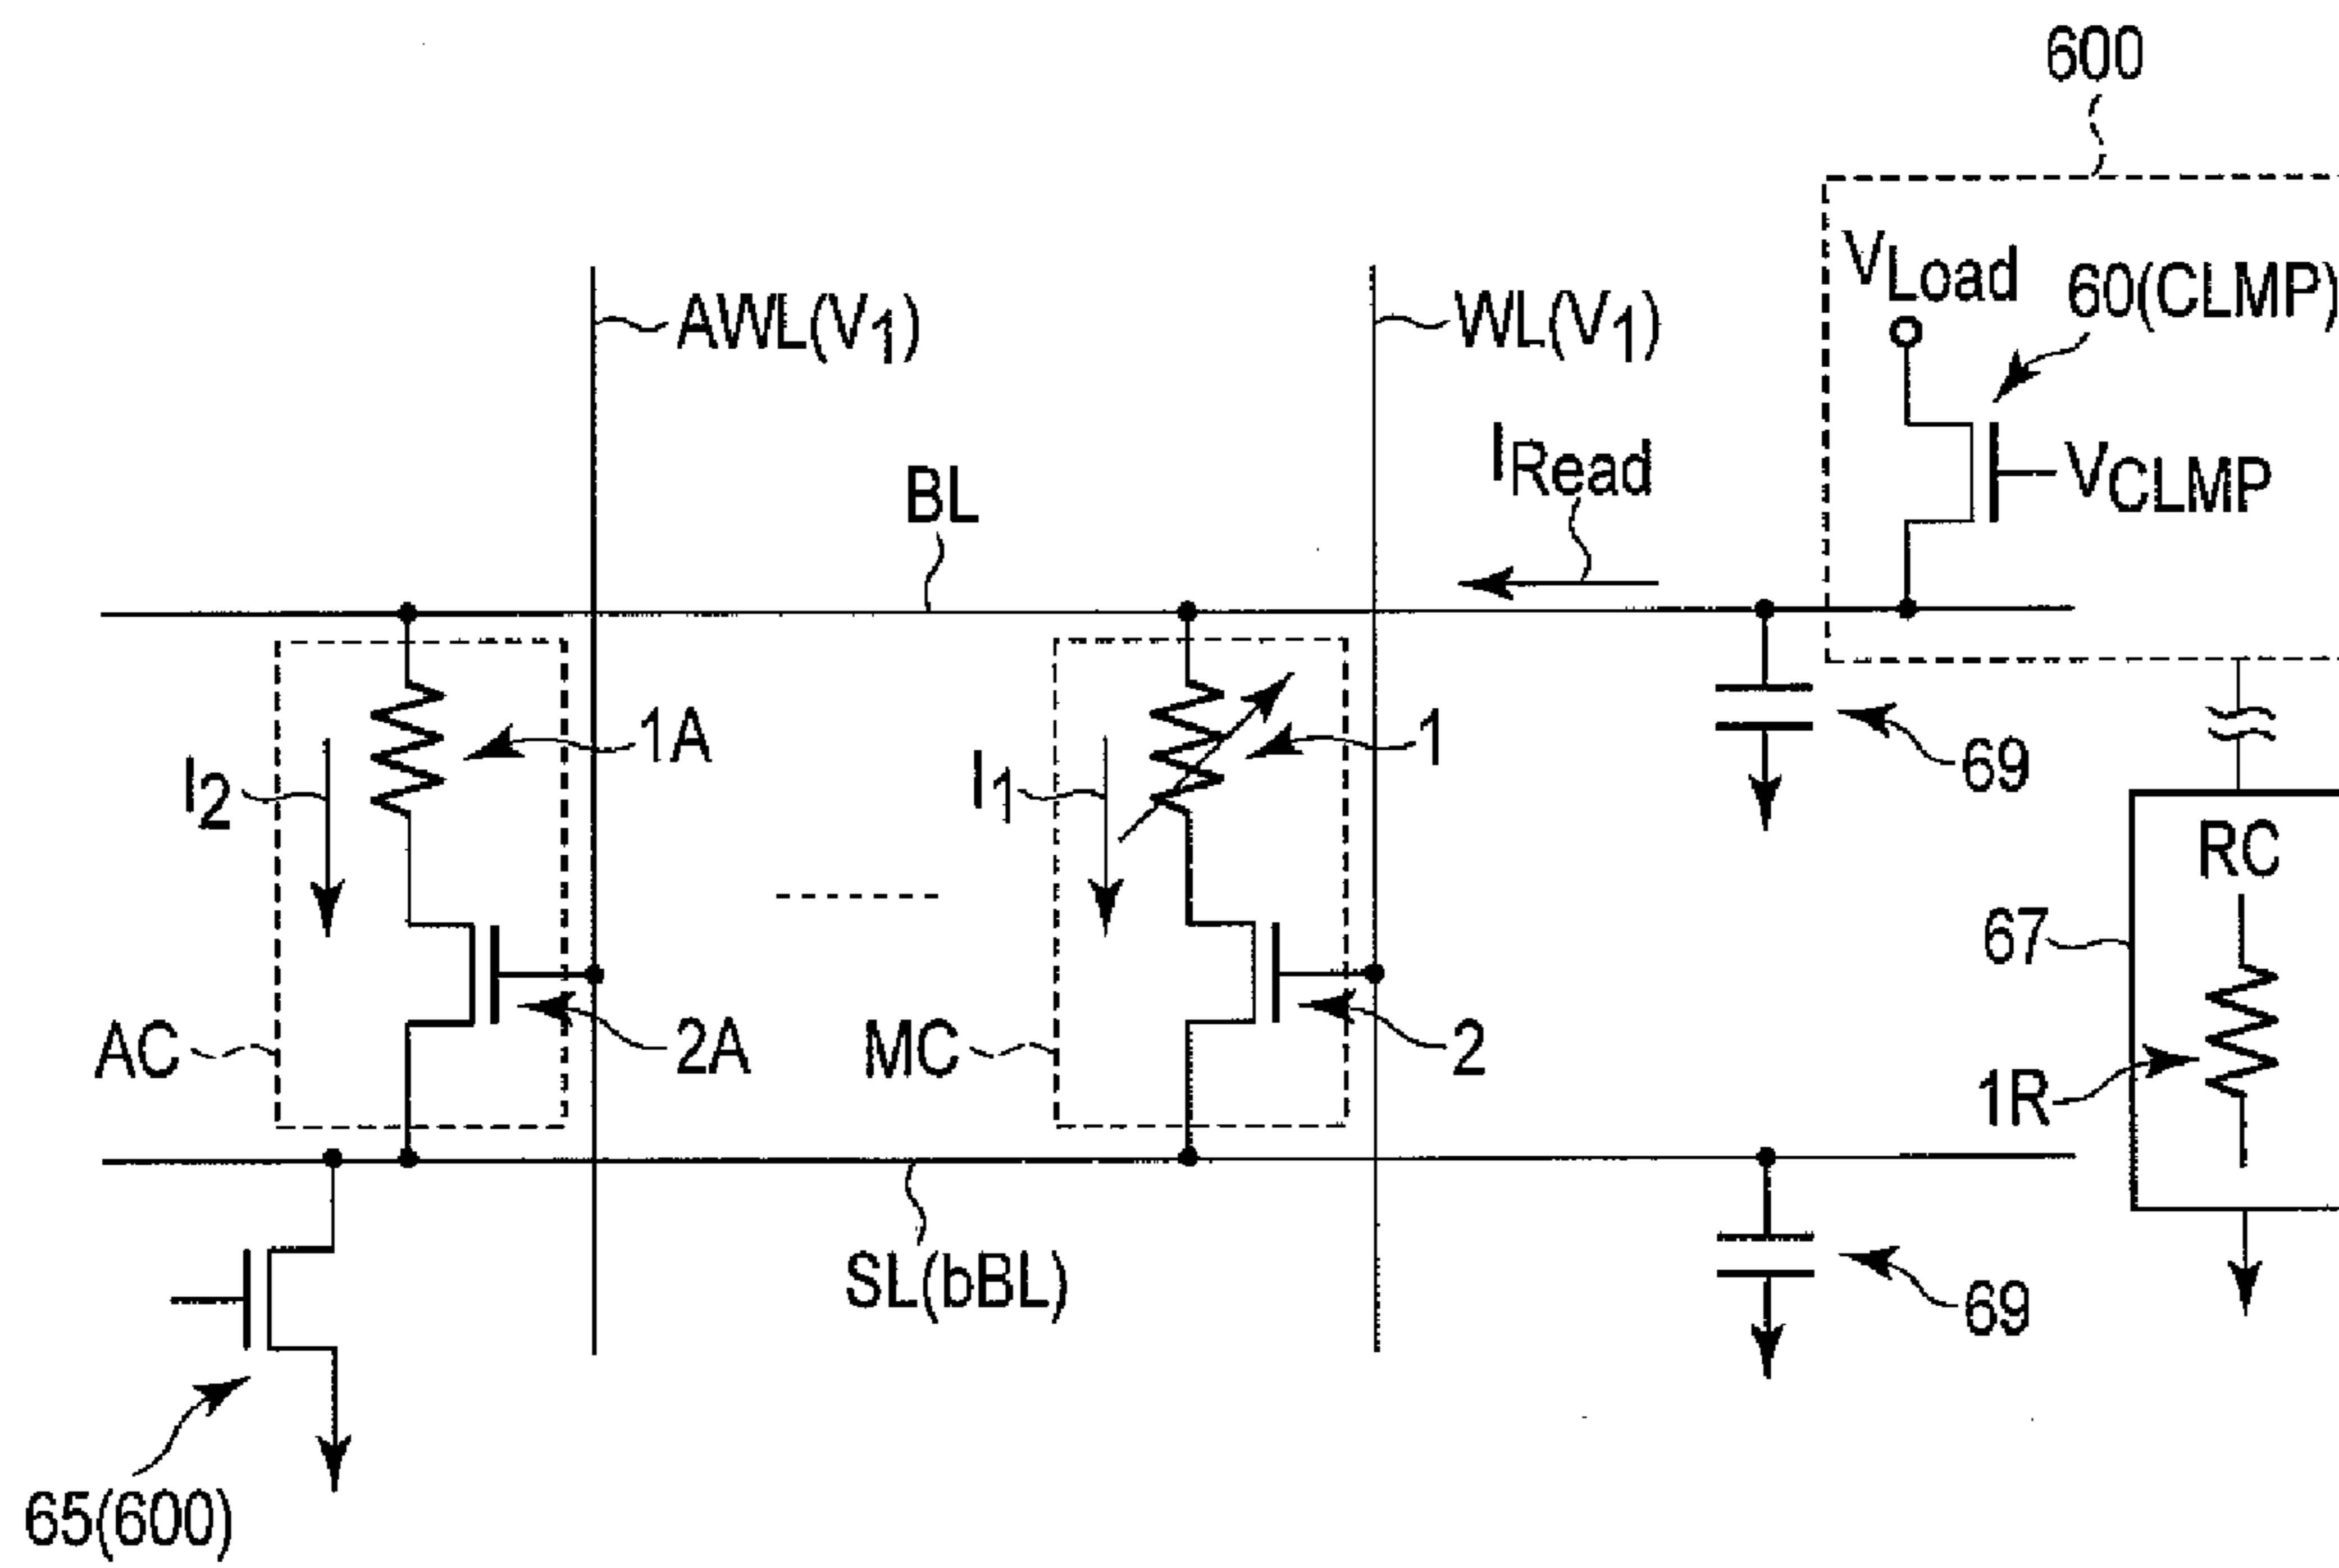 600
VLoad
60(CLMP)
AWL(V1)
WL(V1)
IRead
VCLMP
BL
1A
1
I2
I1
69
RC
67
AC
2A
MC
2
1R
SL(bBL)
69
65(600)